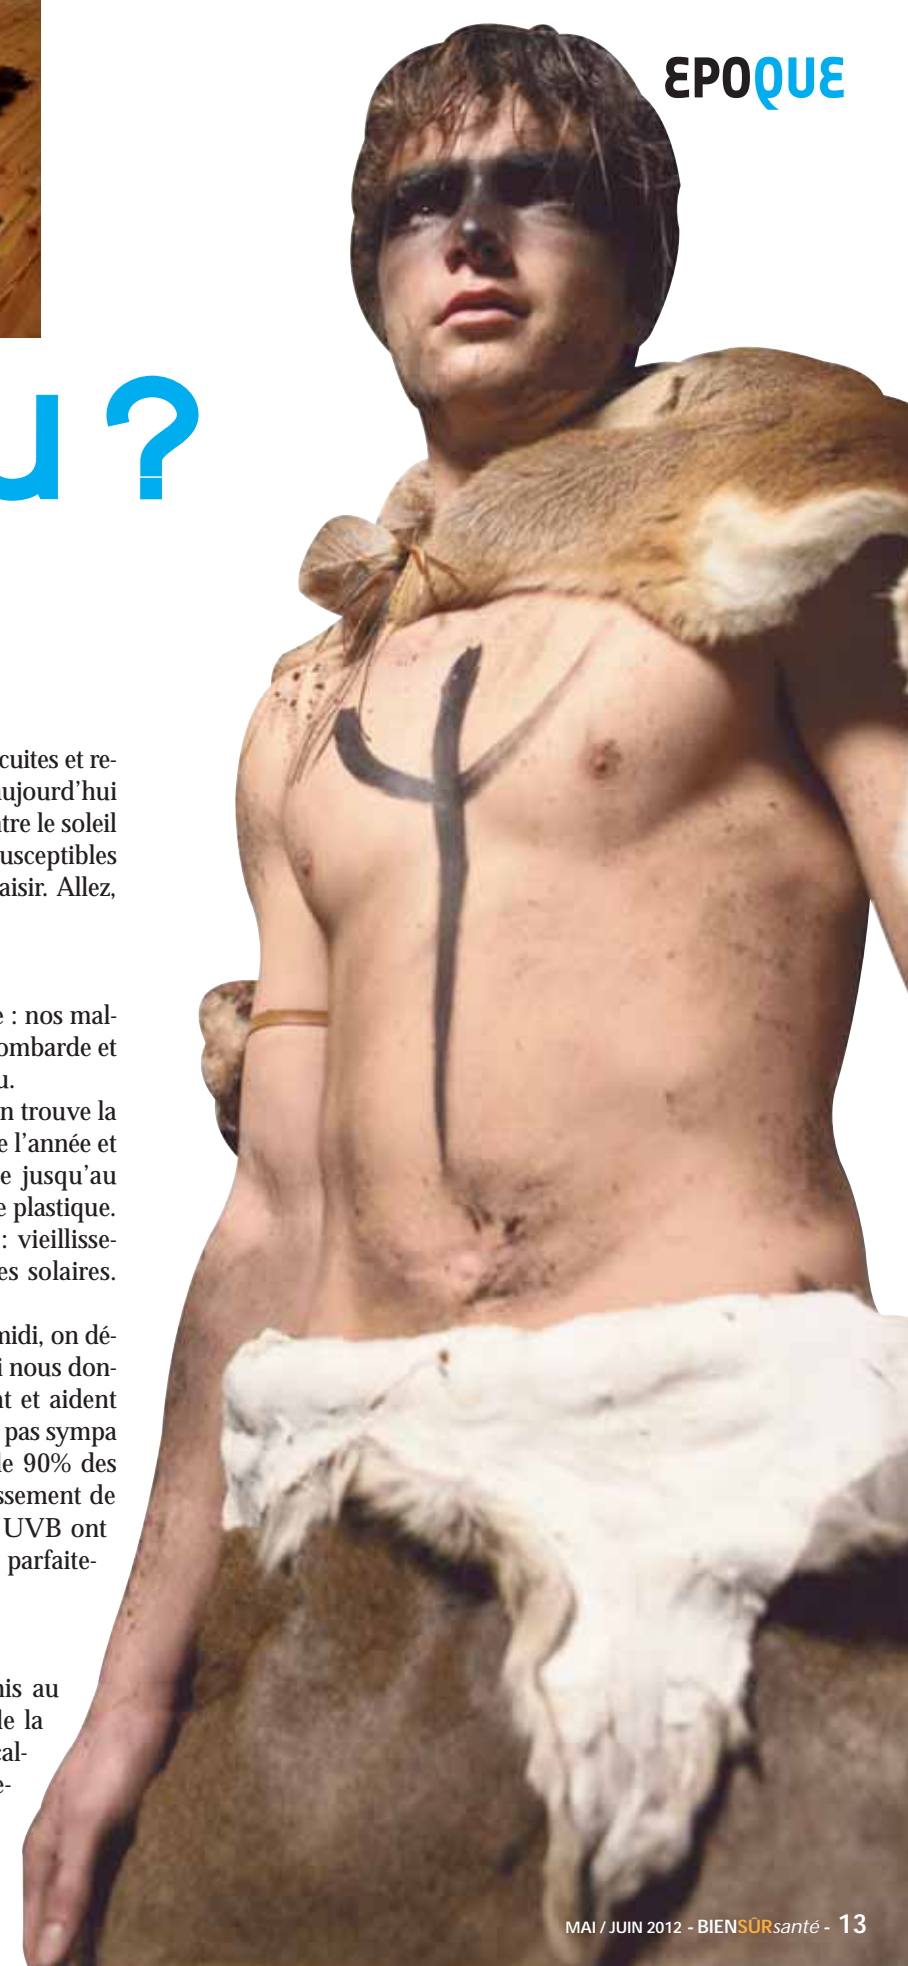 EPOQUE
u ?
cuites et re-
ujourd'hui
tre le soleil
usceptibles
aisir. Allez,
e : nos mal-
ombarde et
u.
n trouve la
e l'année et
e jusqu'au
e plastique.
: vieillisse-
es solaires.
midi, on dé-
i nous don-
nt et aident
pas sympa
le 90% des
ssement de
UVB ont
parfaite-
nis au
de la
cal-
e-
MAI / JUIN 2012 - BIENSÛRsanté - 13